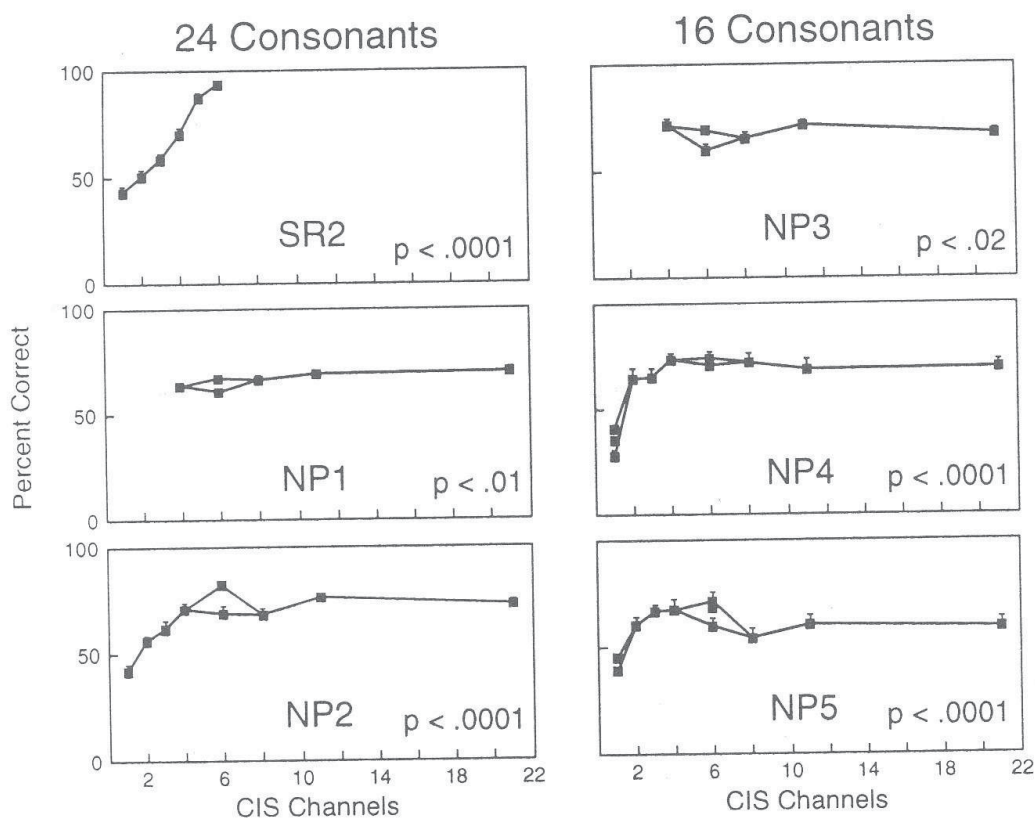 24 Consonants
16 Consonants
100
50
0
SR2
p < .0001
NP3
p < .02
100
50
0
NP1
p < .01
NP4
p < .0001
Percent Correct
100
50
0
NP2
p < .0001
NP5
p < .0001
2 6 10 14 18 22
2 6 10 14 18 22
CIS Channels
CIS Channels